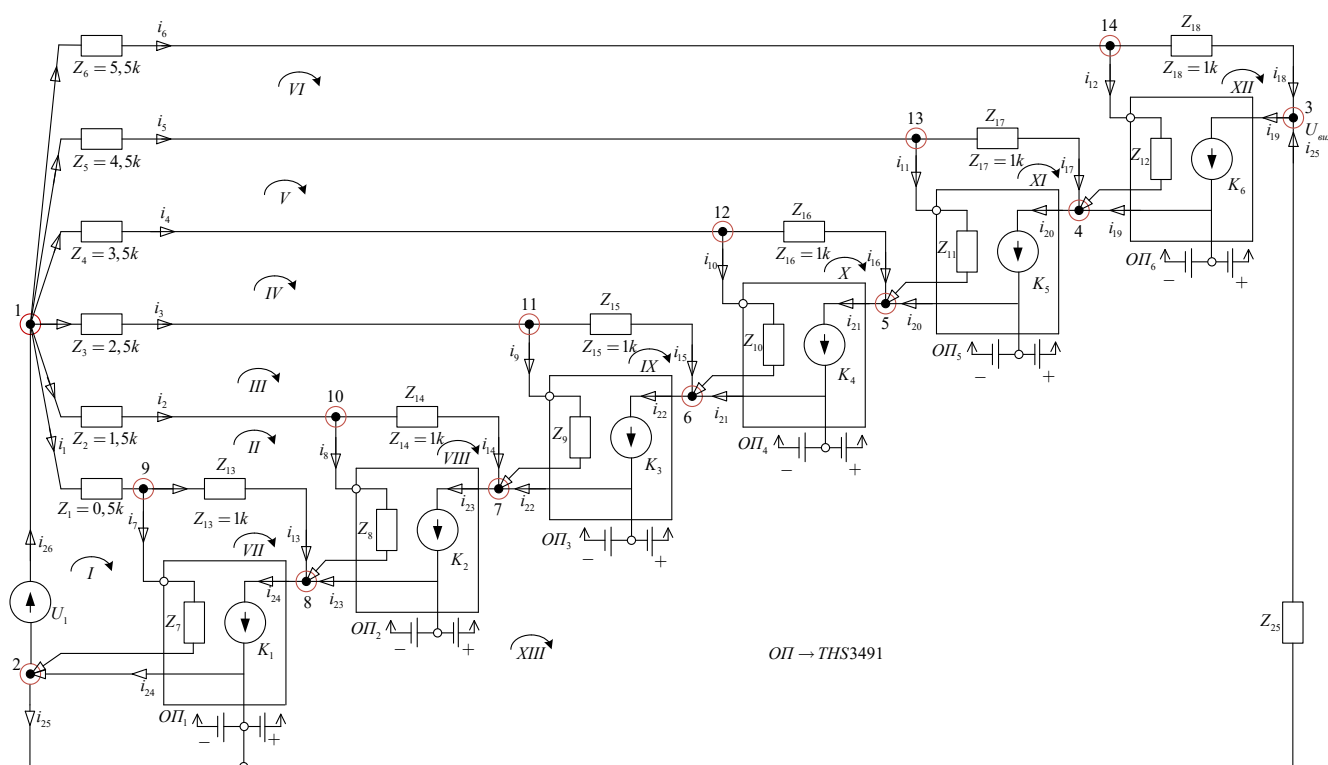 i6
14
Z18
Z6 = 5,5k
Z18 = 1k
i12
i18
VI
XII
3
i5
13
Z17
i19
Uвих
i25
Z5 = 4,5k
Z17 = 1k
Z12
K6
i11
i17
XI
V
i4
12
Z16
i20
4
i19
Z4 = 3,5k
Z16 = 1k
Z11
ОП6
- +
i10
i16
X
K5
IV
1
i3
11
Z15
i21
5
i20
Z3 = 2,5k
Z15 = 1k
Z10
K4
ОП5
- +
i9
i15
IX
III
i2
10
Z14
i22
6
i21
Z2 = 1,5k
Z14 = 1k
Z9
K3
ОП4
- +
i1
II
i8
i14
VIII
9
Z13
i23
7
i22
Z1 = 0,5k
Z13 = 1k
Z8
K2
ОП3
- +
i26
i7
i13
VII
I
i24
8
i23
U1
Z7
K1
ОП2
- +
XIII
ОП → THS3491
Z25
2
i24
i25
ОП1
- +